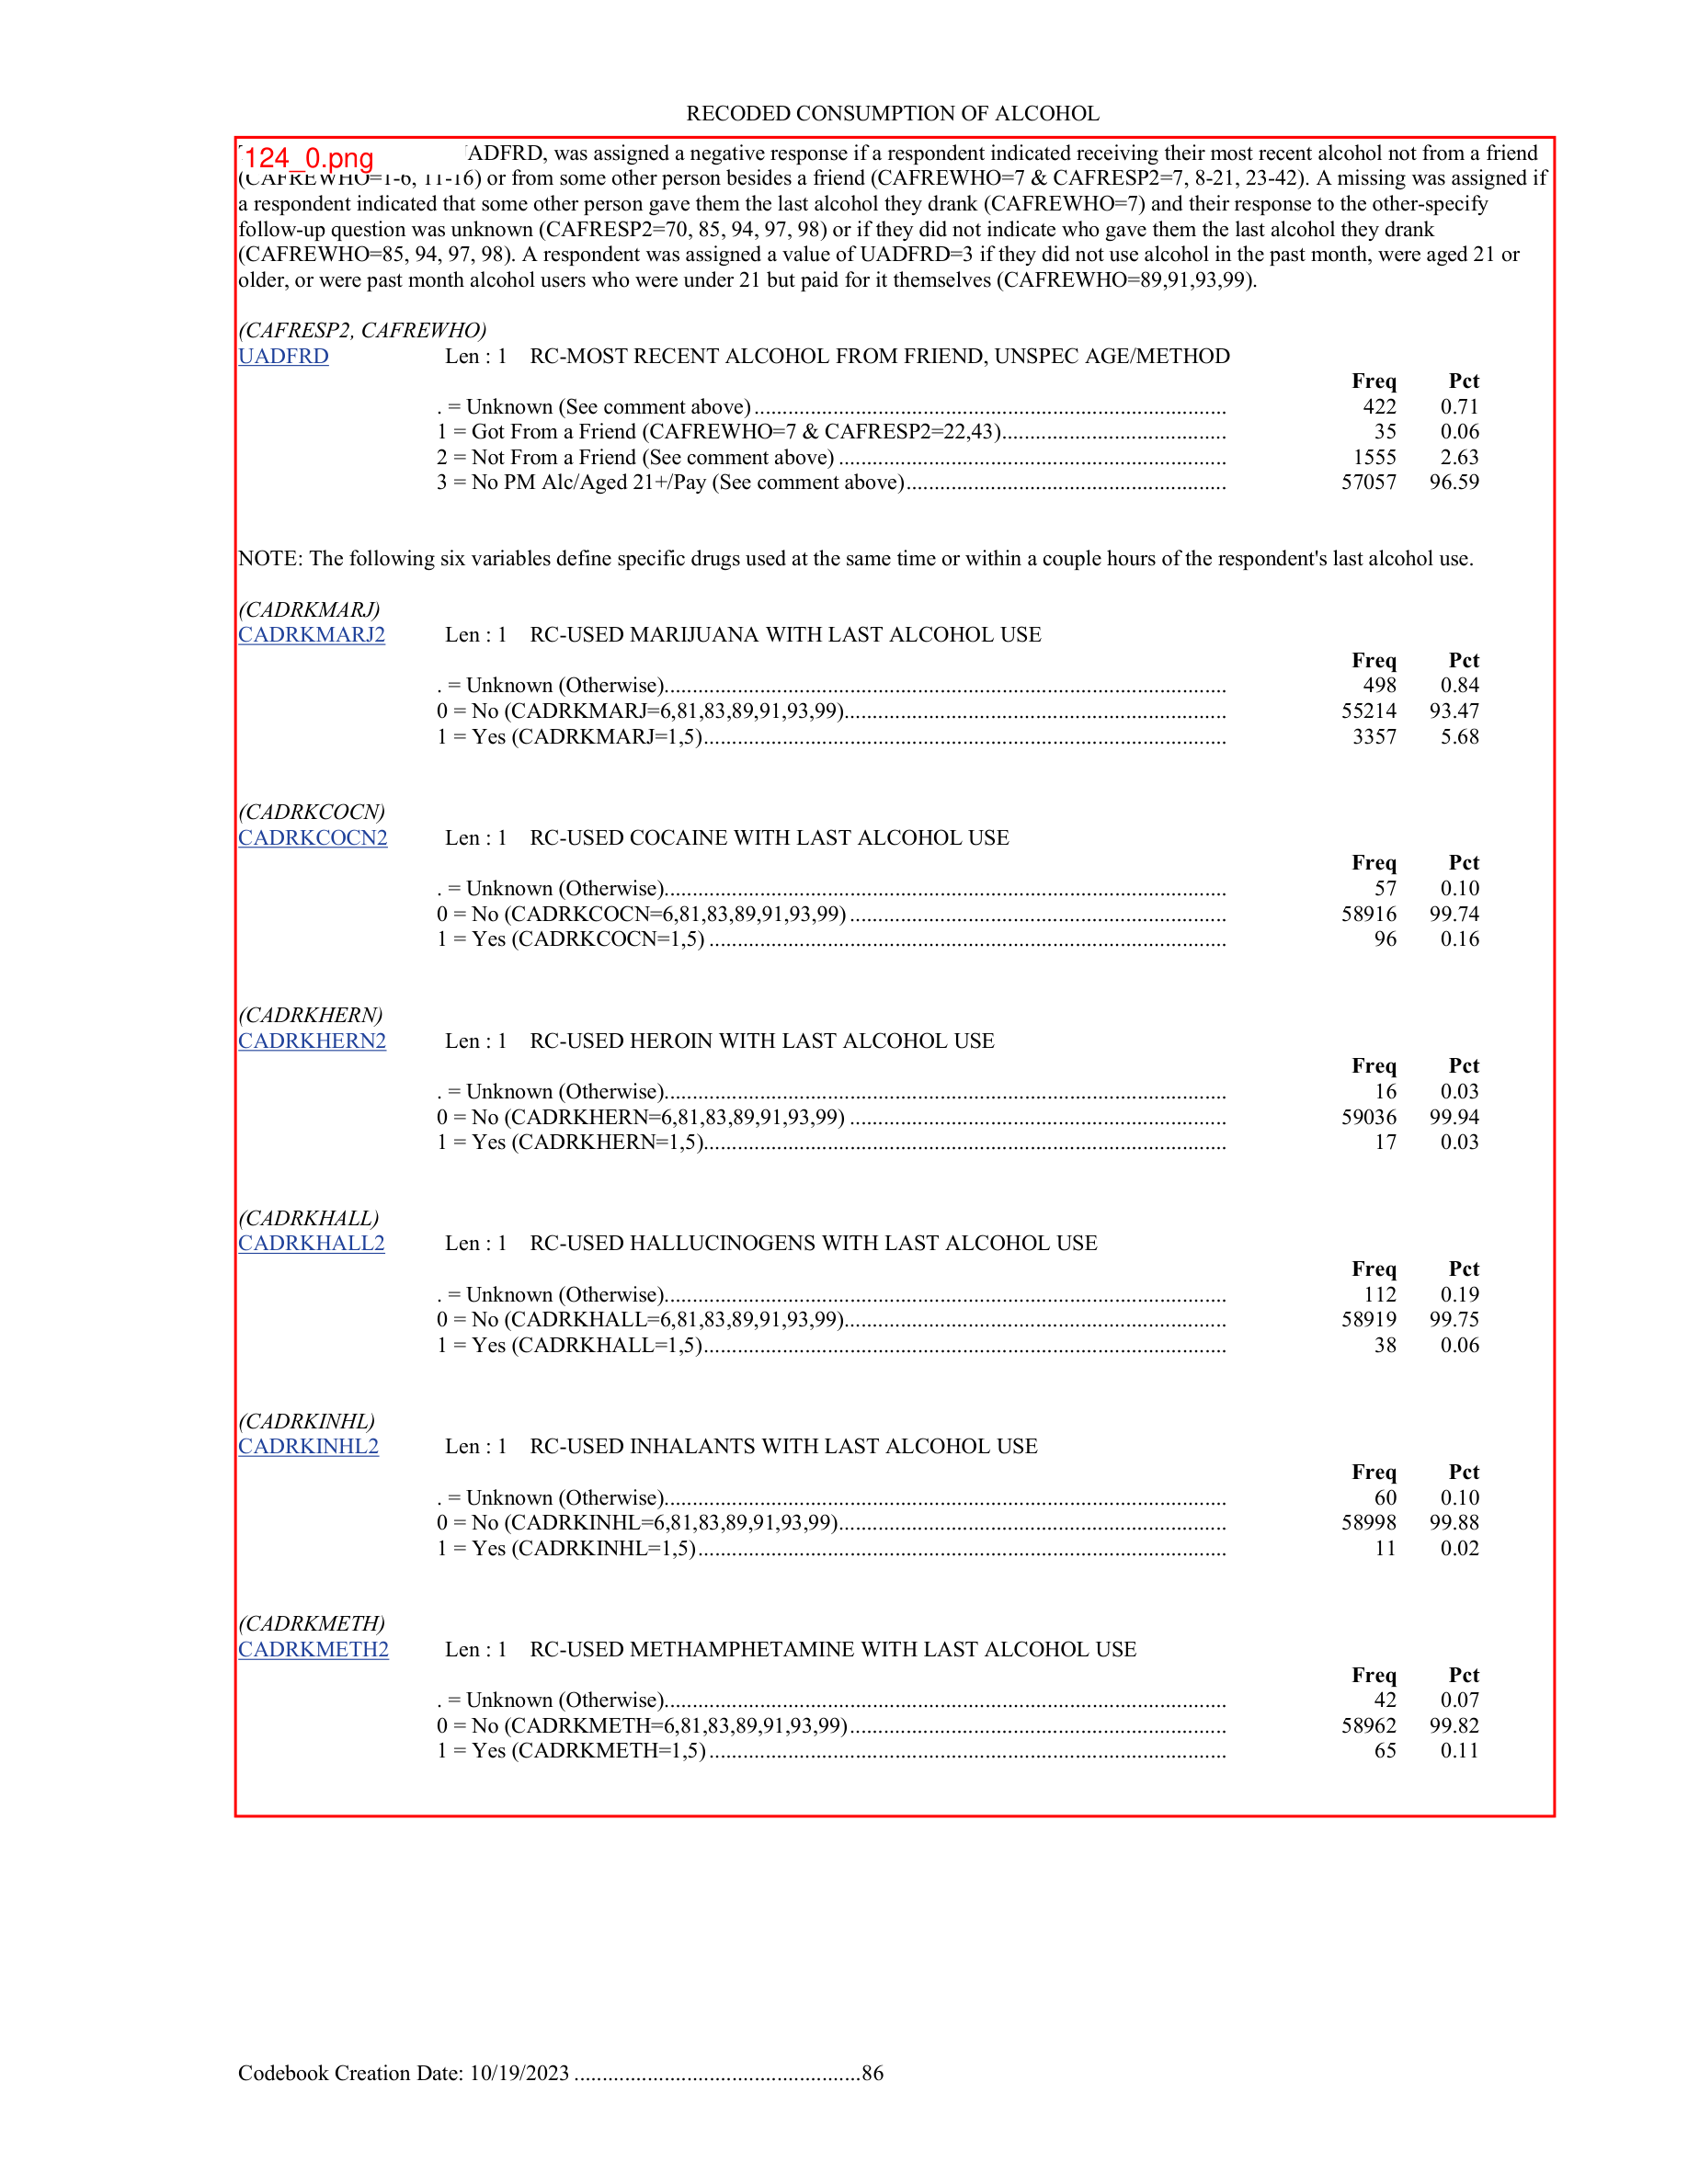 RECODED CONSUMPTION OF ALCOHOL
124_0.png ADFRD, was assigned a negative response if a respondent indicated receiving their most recent alcohol not from a friend
(CAFREWHO=1-6, 11-16) or from some other person besides a friend (CAFREWHO=7 & CAFRESP2=7, 8-21, 23-42). A missing was assigned if
a respondent indicated that some other person gave them the last alcohol they drank (CAFREWHO=7) and their response to the other-specify
follow-up question was unknown (CAFRESP2=70, 85, 94, 97, 98) or if they did not indicate who gave them the last alcohol they drank
(CAFREWHO=85, 94, 97, 98). A respondent was assigned a value of UADFRD=3 if they did not use alcohol in the past month, were aged 21 or
older, or were past month alcohol users who were under 21 but paid for it themselves (CAFREWHO=89,91,93,99).
(CAFRESP2, CAFREWHO)
UADFRD Len : 1 RC-MOST RECENT ALCOHOL FROM FRIEND, UNSPEC AGE/METHOD
Freq Pct
. = Unknown (See comment above) 422 0.71
1 = Got From a Friend (CAFREWHO=7 & CAFRESP2=22,43) 35 0.06
2 = Not From a Friend (See comment above) 1555 2.63
3 = No PM Alc/Aged 21+/Pay (See comment above) 57057 96.59
NOTE: The following six variables define specific drugs used at the same time or within a couple hours of the respondent's last alcohol use.
(CADRKMARJ)
CADRKMARJ2 Len : 1 RC-USED MARIJUANA WITH LAST ALCOHOL USE
Freq Pct
. = Unknown (Otherwise) 498 0.84
0 = No (CADRKMARJ=6,81,83,89,91,93,99) 55214 93.47
1 = Yes (CADRKMARJ=1,5) 3357 5.68
(CADRKCOCN)
CADRKCOCN2 Len : 1 RC-USED COCAINE WITH LAST ALCOHOL USE
Freq Pct
. = Unknown (Otherwise) 57 0.10
0 = No (CADRKCOCN=6,81,83,89,91,93,99) 58916 99.74
1 = Yes (CADRKCOCN=1,5) 96 0.16
(CADRKHERN)
CADRKHERN2 Len : 1 RC-USED HEROIN WITH LAST ALCOHOL USE
Freq Pct
. = Unknown (Otherwise) 16 0.03
0 = No (CADRKHERN=6,81,83,89,91,93,99) 59036 99.94
1 = Yes (CADRKHERN=1,5) 17 0.03
(CADRKHALL)
CADRKHALL2 Len : 1 RC-USED HALLUCINOGENS WITH LAST ALCOHOL USE
Freq Pct
. = Unknown (Otherwise) 112 0.19
0 = No (CADRKHALL=6,81,83,89,91,93,99) 58919 99.75
1 = Yes (CADRKHALL=1,5) 38 0.06
(CADRKINHL)
CADRKINHL2 Len : 1 RC-USED INHALANTS WITH LAST ALCOHOL USE
Freq Pct
. = Unknown (Otherwise) 60 0.10
0 = No (CADRKINHL=6,81,83,89,91,93,99) 58998 99.88
1 = Yes (CADRKINHL=1,5) 11 0.02
(CADRKMETH)
CADRKMETH2 Len : 1 RC-USED METHAMPHETAMINE WITH LAST ALCOHOL USE
Freq Pct
. = Unknown (Otherwise) 42 0.07
0 = No (CADRKMETH=6,81,83,89,91,93,99) 58962 99.82
1 = Yes (CADRKMETH=1,5) 65 0.11
Codebook Creation Date: 10/19/2023 86